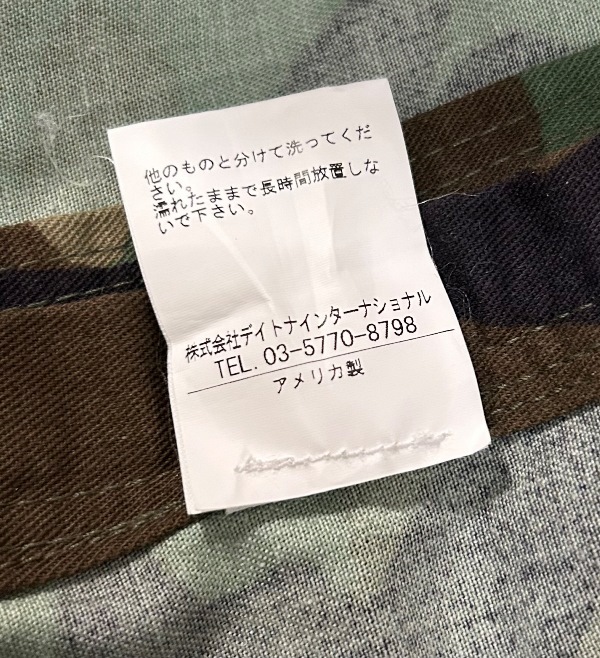 他のものと分けて洗ってくだ
さい。
濡れたままで長時間放置しな
いで下さい。
株式会社デイトナインターナショナル
TEL. 03-5770-8798
アメリカ製